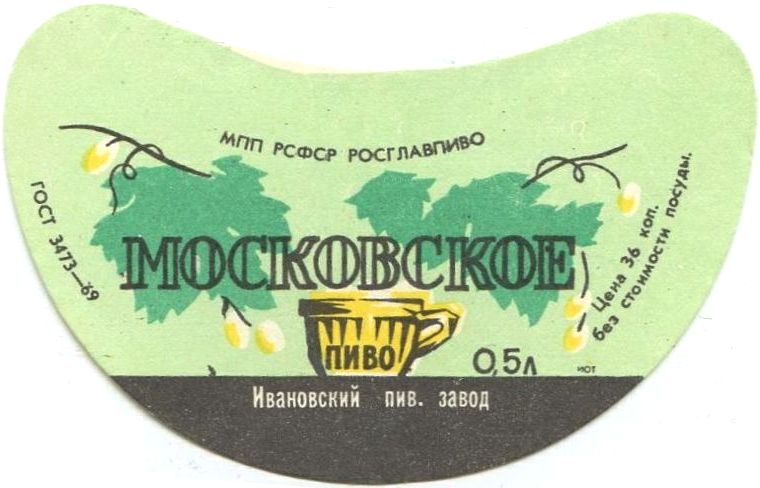 МПП РСФСР РОСГЛАВПИВО
ГОСТ 3473—69
МОСКОВСКОЕ
Цена 36 коп.
без стоимости посуды.
ПИВО
0,5л
ИОТ
Ивановский пив. завод